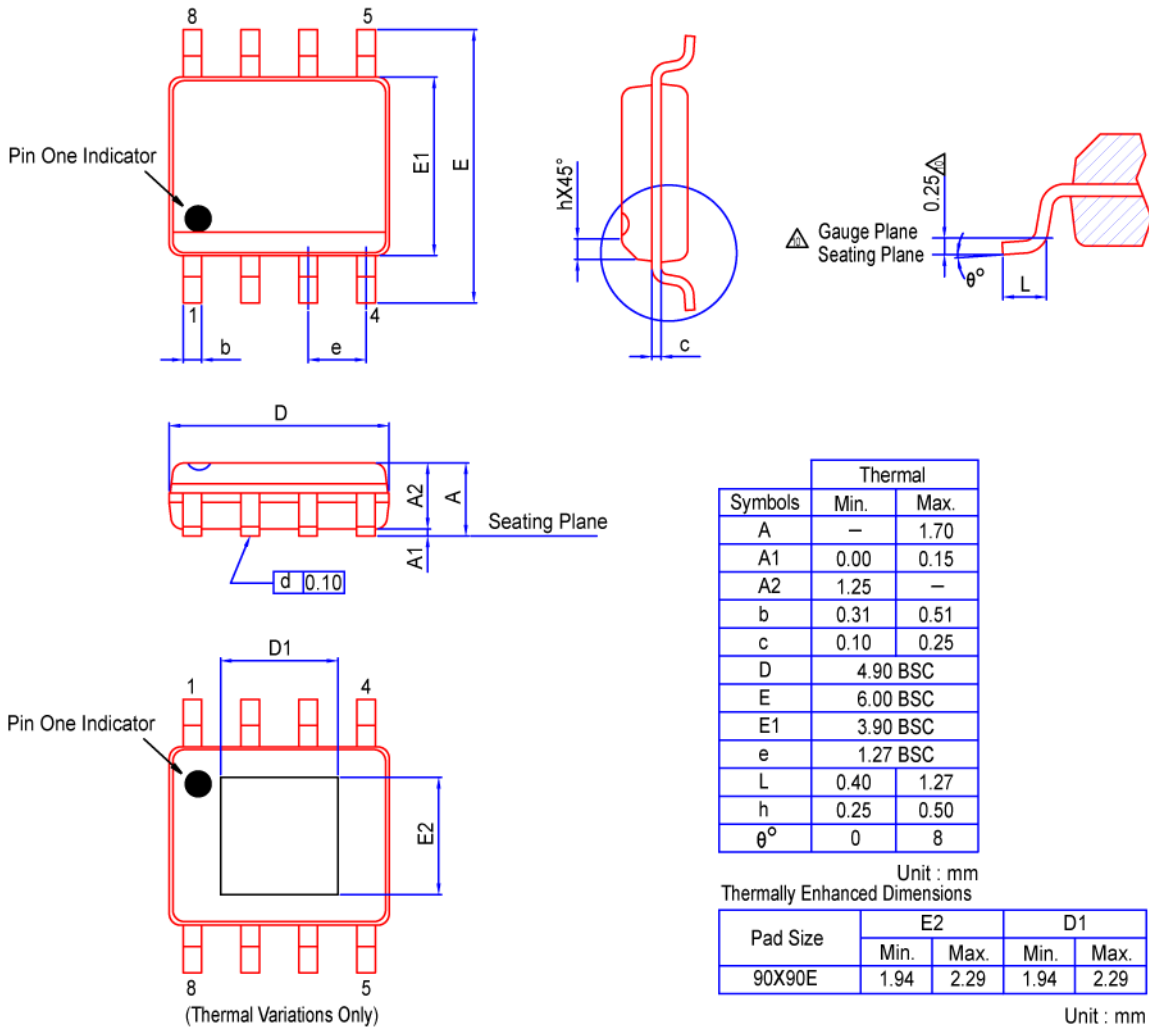 8
5
Pin One Indicator
E1
E
1
4
b
e
hX45°
c
0.25
10
Gauge Plane
Seating Plane
θ°
L
D
A2
A
A1
Seating Plane
d 0.10
D1
1
4
Pin One Indicator
E2
8
5
(Thermal Variations Only)
Thermal
Symbols Min. Max.
A – 1.70
A1 0.00 0.15
A2 1.25 –
b 0.31 0.51
c 0.10 0.25
D 4.90 BSC
E 6.00 BSC
E1 3.90 BSC
e 1.27 BSC
L 0.40 1.27
h 0.25 0.50
θ° 0 8
Unit : mm
Thermally Enhanced Dimensions
Pad Size E2 D1
Min. Max. Min. Max.
90X90E 1.94 2.29 1.94 2.29
Unit : mm